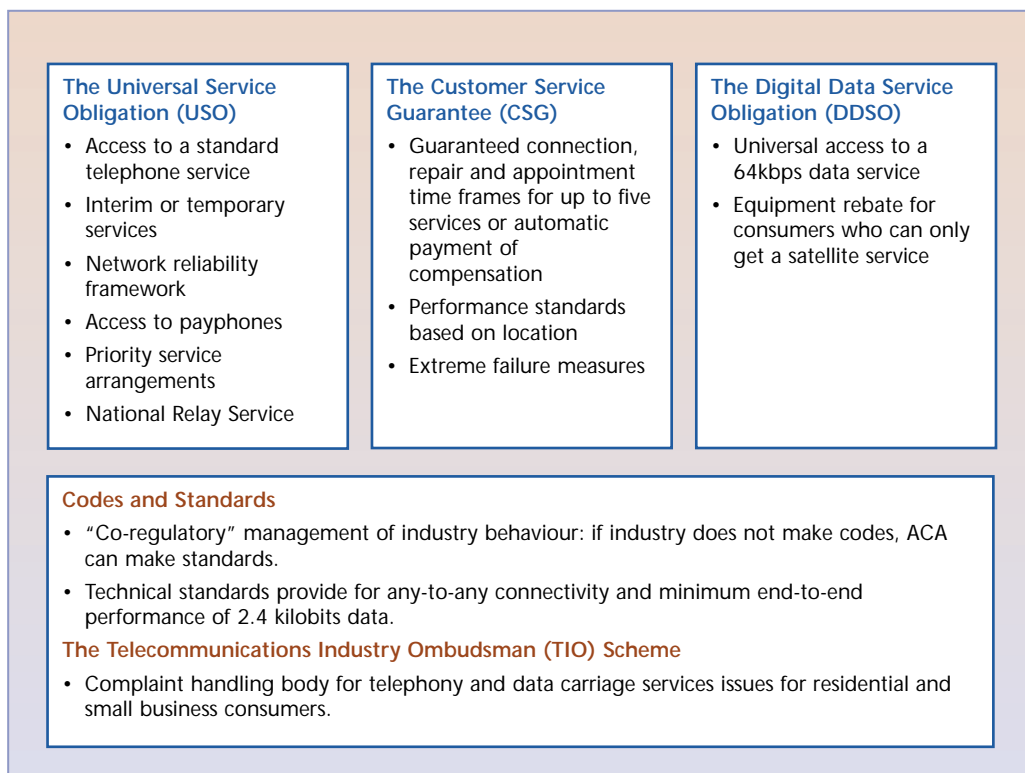 The Universal Service
Obligation (USO)
• Access to a standard
telephone service
• Interim or temporary
services
• Network reliability
framework
• Access to payphones
• Priority service
arrangements
• National Relay Service
The Customer Service
Guarantee (CSG)
• Guaranteed connection,
repair and appointment
time frames for up to five
services or automatic
payment of
compensation
• Performance standards
based on location
• Extreme failure measures
The Digital Data Service
Obligation (DDSO)
• Universal access to a
64kbps data service
• Equipment rebate for
consumers who can only
get a satellite service
Codes and Standards
• “Co-regulatory” management of industry behaviour: if industry does not make codes, ACA
can make standards.
• Technical standards provide for any-to-any connectivity and minimum end-to-end
performance of 2.4 kilobits data.
The Telecommunications Industry Ombudsman (TIO) Scheme
• Complaint handling body for telephony and data carriage services issues for residential and
small business consumers.